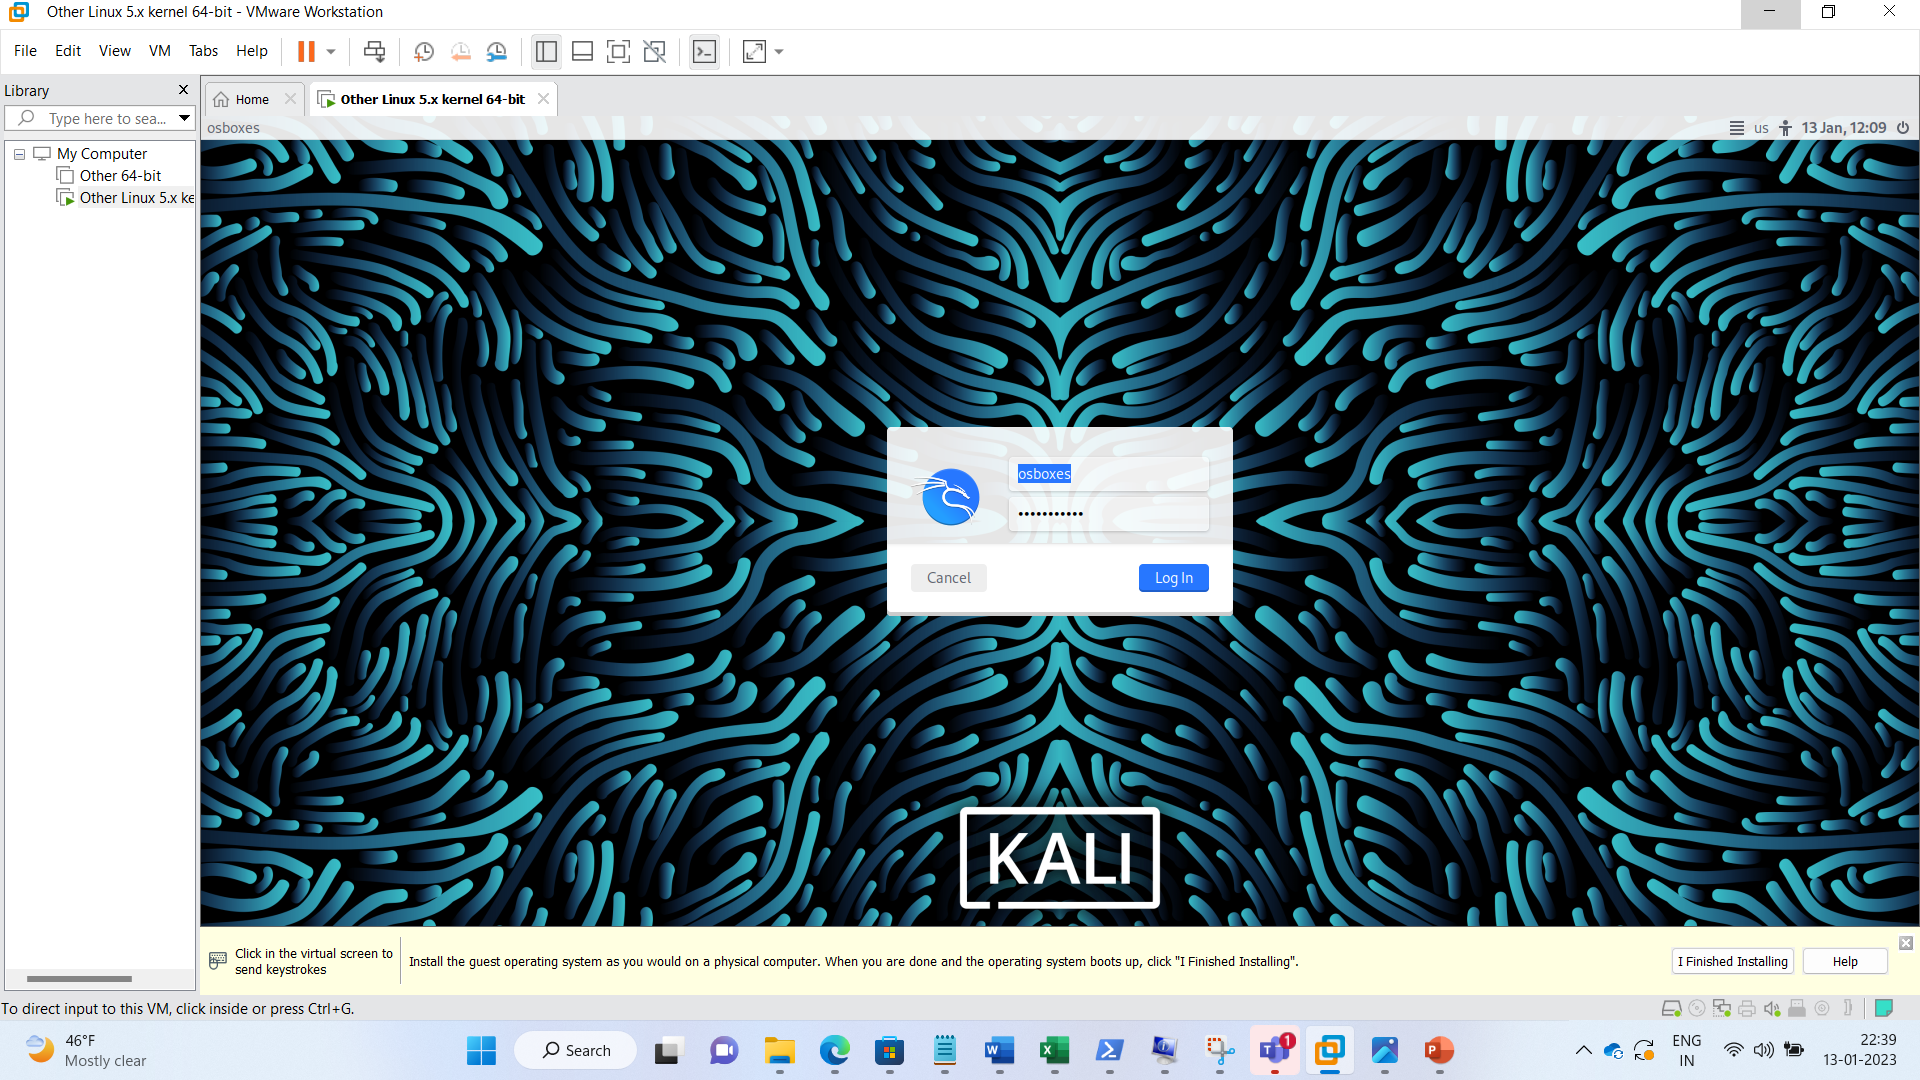 Other Linux 5.x kernel 64-bit - VMware Workstation
File Edit View VM Tabs Help
Library
Type here to sea...
My Computer
Other 64-bit
Other Linux 5.x ke
Home
Other Linux 5.x kernel 64-bit
osboxes
us
13 Jan, 12:09
osboxes
Cancel
Log In
KALI
Click in the virtual screen to
send keystrokes
Install the guest operating system as you would on a physical computer. When you are done and the operating system boots up, click "I Finished Installing".
I Finished Installing
Help
To direct input to this VM, click inside or press Ctrl+G.
46°F
Mostly clear
Search
1
ENG
IN
22:39
13-01-2023